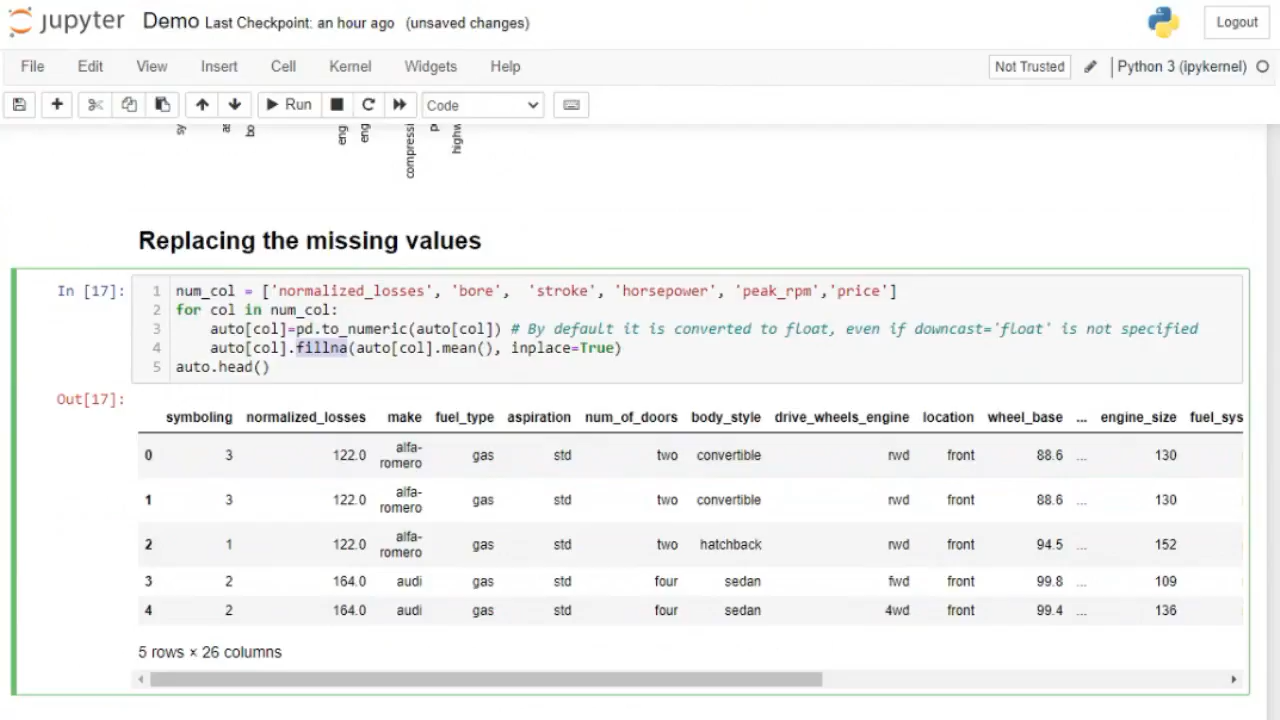 jupyter Demo Last Checkpoint: an hour ago (unsaved changes) Logout
File Edit View Insert Cell Kernel Widgets Help Not Trusted Python 3 (ipykernel)
Run Code
eng eng compressi highw
Replacing the missing values
In [17]:
1 num_col = ['normalized_losses', 'bore',  'stroke', 'horsepower', 'peak_rpm','price']
2 for col in num_col:
3     auto[col]=pd.to_numeric(auto[col]) # By default it is converted to float, even if downcast='float' is not specified
4     auto[col].fillna(auto[col].mean(), inplace=True)
5 auto.head()
Out[17]:
symboling normalized_losses make fuel_type aspiration num_of_doors body_style drive_wheels_engine location wheel_base ... engine_size fuel_sys
0 3 122.0 alfa-romero gas std two convertible rwd front 88.6 ... 130
1 3 122.0 alfa-romero gas std two convertible rwd front 88.6 ... 130
2 1 122.0 alfa-romero gas std two hatchback rwd front 94.5 ... 152
3 2 164.0 audi gas std four sedan fwd front 99.8 ... 109
4 2 164.0 audi gas std four sedan 4wd front 99.4 ... 136
5 rows × 26 columns